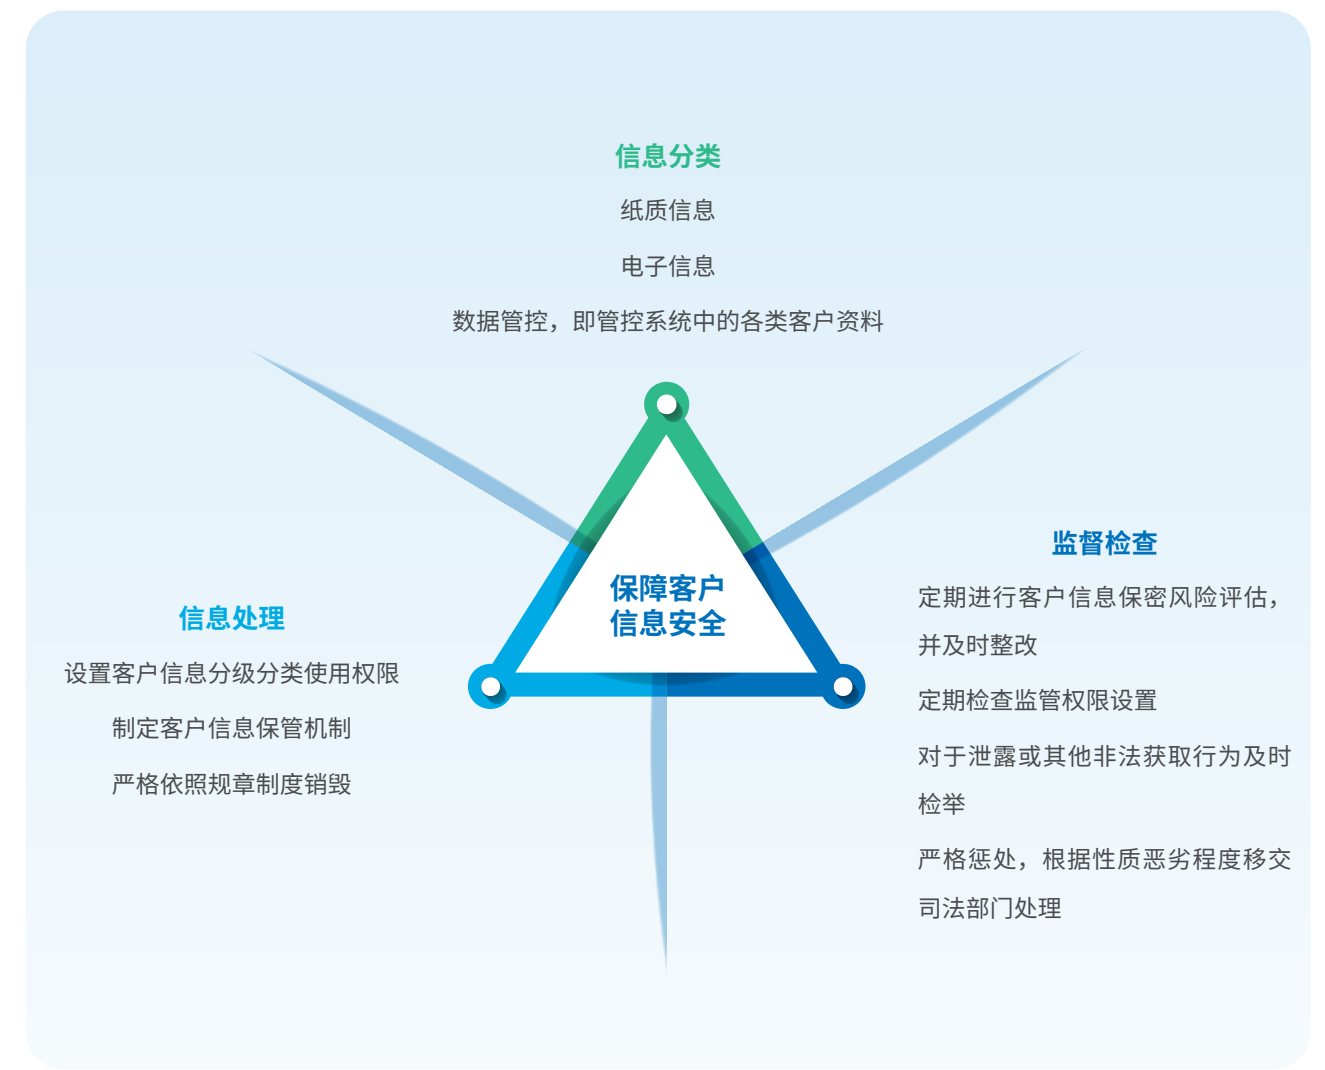 信息分类
纸质信息
电子信息
数据管控，即管控系统中的各类客户资料
保障客户
信息安全
信息处理
设置客户信息分级分类使用权限
制定客户信息保管机制
严格依照规章制度销毁
监督检查
定期进行客户信息保密风险评估，
并及时整改
定期检查监管权限设置
对于泄露或其他非法获取行为及时
检举
严格惩处，根据性质恶劣程度移交
司法部门处理